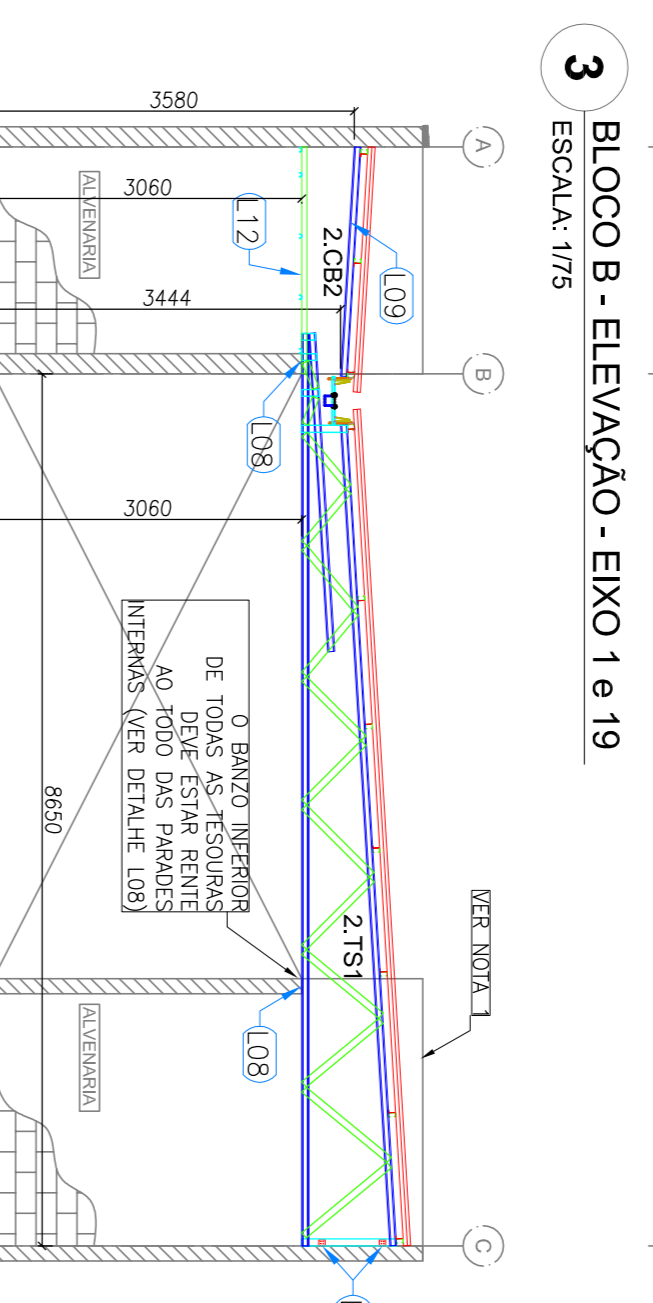 3
BLOCO B - ELEVAÇÃO - EIXO 1 e 19
ESCALA: 1/75
A
B
C
VER NOTA 1
3580
3060
3444
3060
8650
L09
2.CB2
L12
L08
2.TS1
L08
ALVENARIA
ALVENARIA
O BANZO INFERIOR
DE TODAS AS TESOURAS
DEVE ESTAR RENTE
AO TODO DAS PARADES
INTERNAS (VER DETALHE L08)